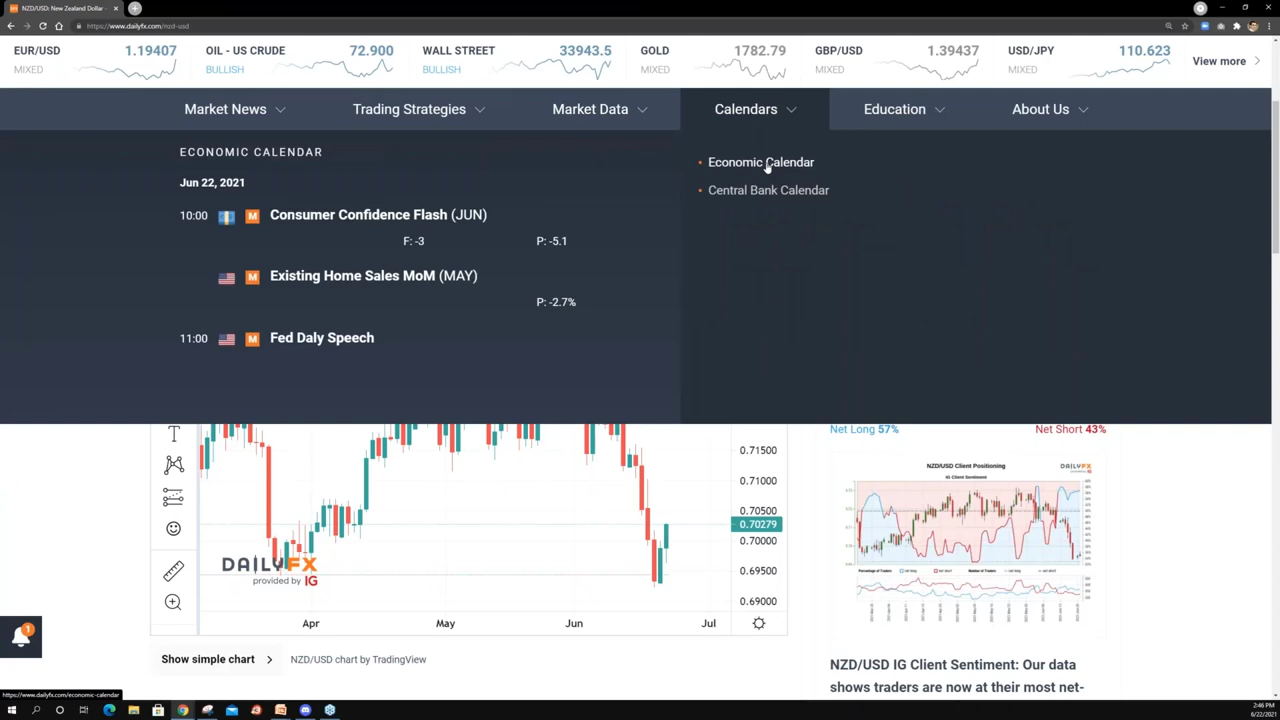 NZD/USD: New Zealand Dollar -
https://www.dailyfx.com/nzd-usd
EUR/USD 1.19407
MIXED
OIL - US CRUDE 72.900
BULLISH
WALL STREET 33943.5
BULLISH
GOLD 1782.79
MIXED
GBP/USD 1.39437
MIXED
USD/JPY 110.623
MIXED
View more
Market News
Trading Strategies
Market Data
Calendars
Education
About Us
ECONOMIC CALENDAR
Jun 22, 2021
10:00 M Consumer Confidence Flash (JUN)
F: -3 P: -5.1
M Existing Home Sales MoM (MAY)
P: -2.7%
11:00 M Fed Daly Speech
• Economic Calendar
• Central Bank Calendar
0.71500
0.71000
0.70500
0.70279
0.70000
0.69500
0.69000
DAILYFX
provided by IG
Apr May Jun Jul
Show simple chart
NZD/USD chart by TradingView
Net Long 57% Net Short 43%
NZD/USD Client Positioning
DAILYFX
IG Client Sentiment
NZD/USD IG Client Sentiment: Our data
shows traders are now at their most net-
1
https://www.dailyfx.com/economic-calendar
2:46 PM
6/22/2021